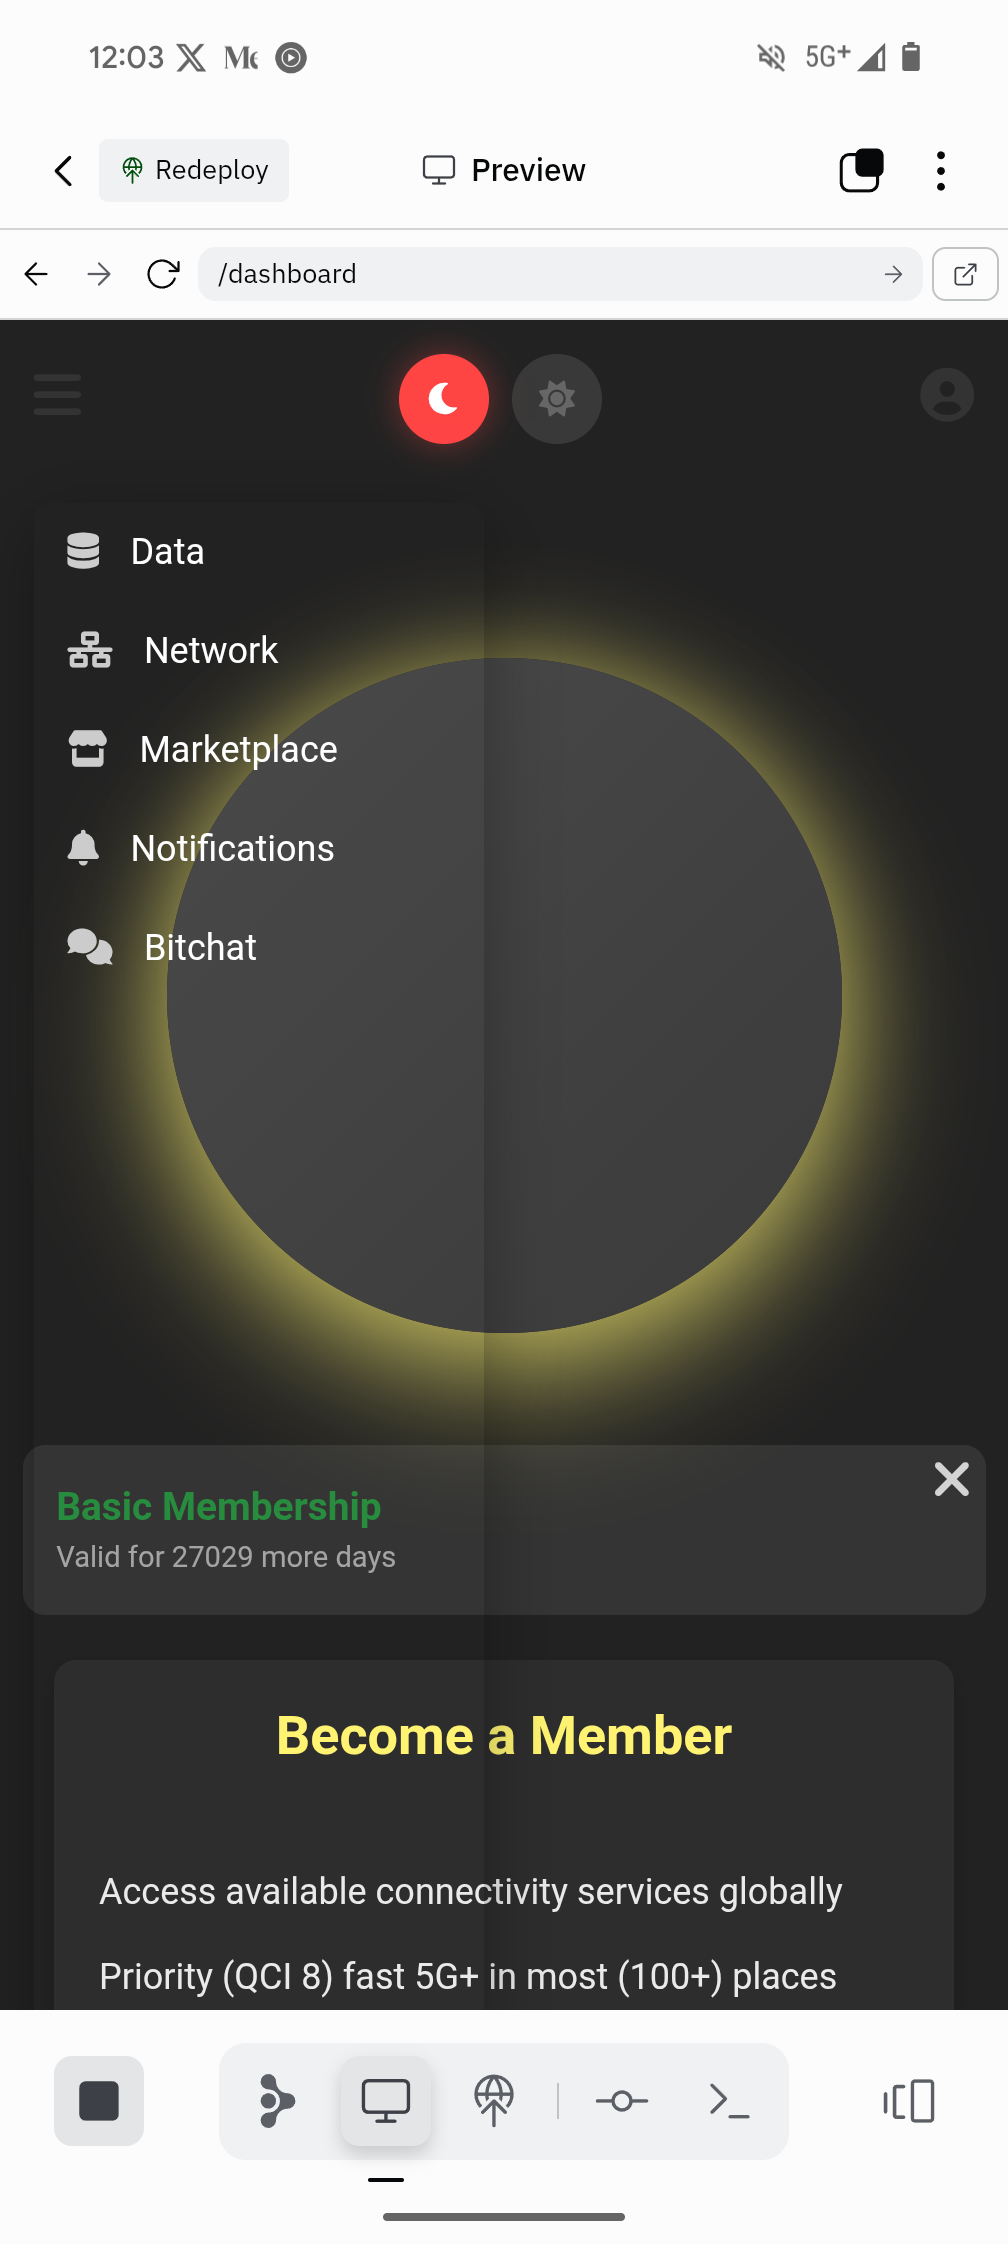 12:03
5G+
Redeploy
Preview
/dashboard
Data
Network
Marketplace
Notifications
Bitchat
Basic Membership
Valid for 27029 more days
Become a Member
Access available connectivity services globally
Priority (QCI 8) fast 5G+ in most (100+) places